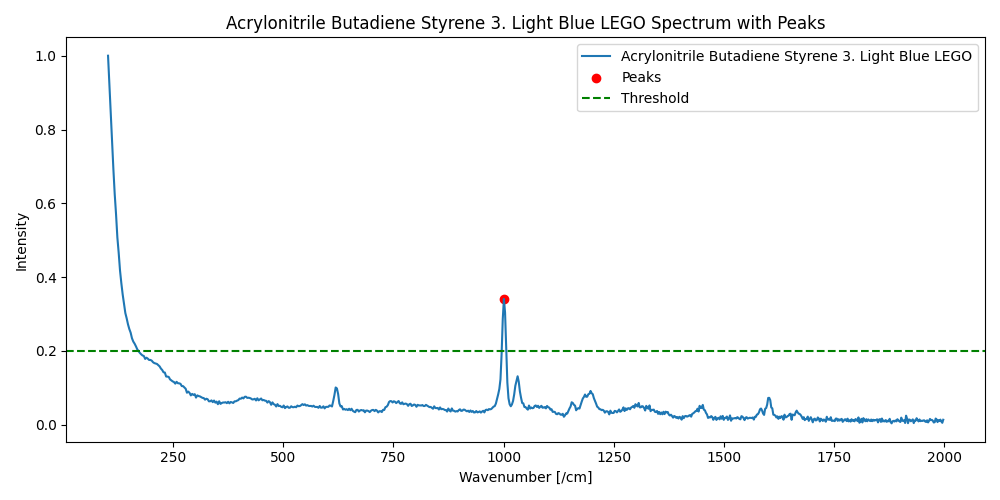 Acrylonitrile Butadiene Styrene 3. Light Blue LEGO Spectrum with Peaks
Acrylonitrile Butadiene Styrene 3. Light Blue LEGO
Peaks
Threshold
Intensity
1.0
0.8
0.6
0.4
0.2
0.0
250 500 750 1000 1250 1500 1750 2000
Wavenumber [/cm]